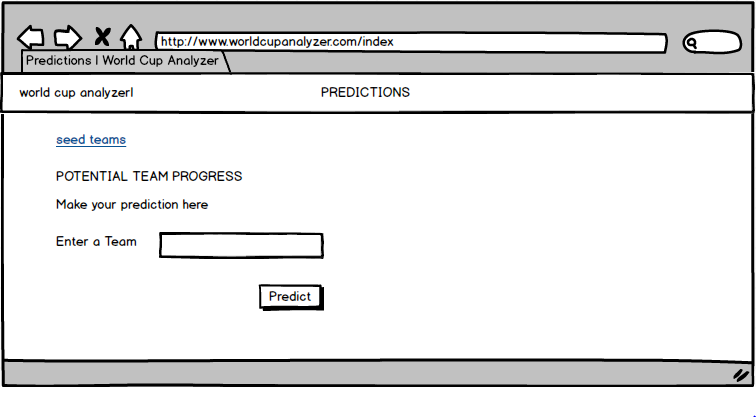 http://www.worldcupanalyzer.com/index
Predictions | World Cup Analyzer
world cup analyzer| PREDICTIONS
seed teams
POTENTIAL TEAM PROGRESS
Make your prediction here
Enter a Team
Predict